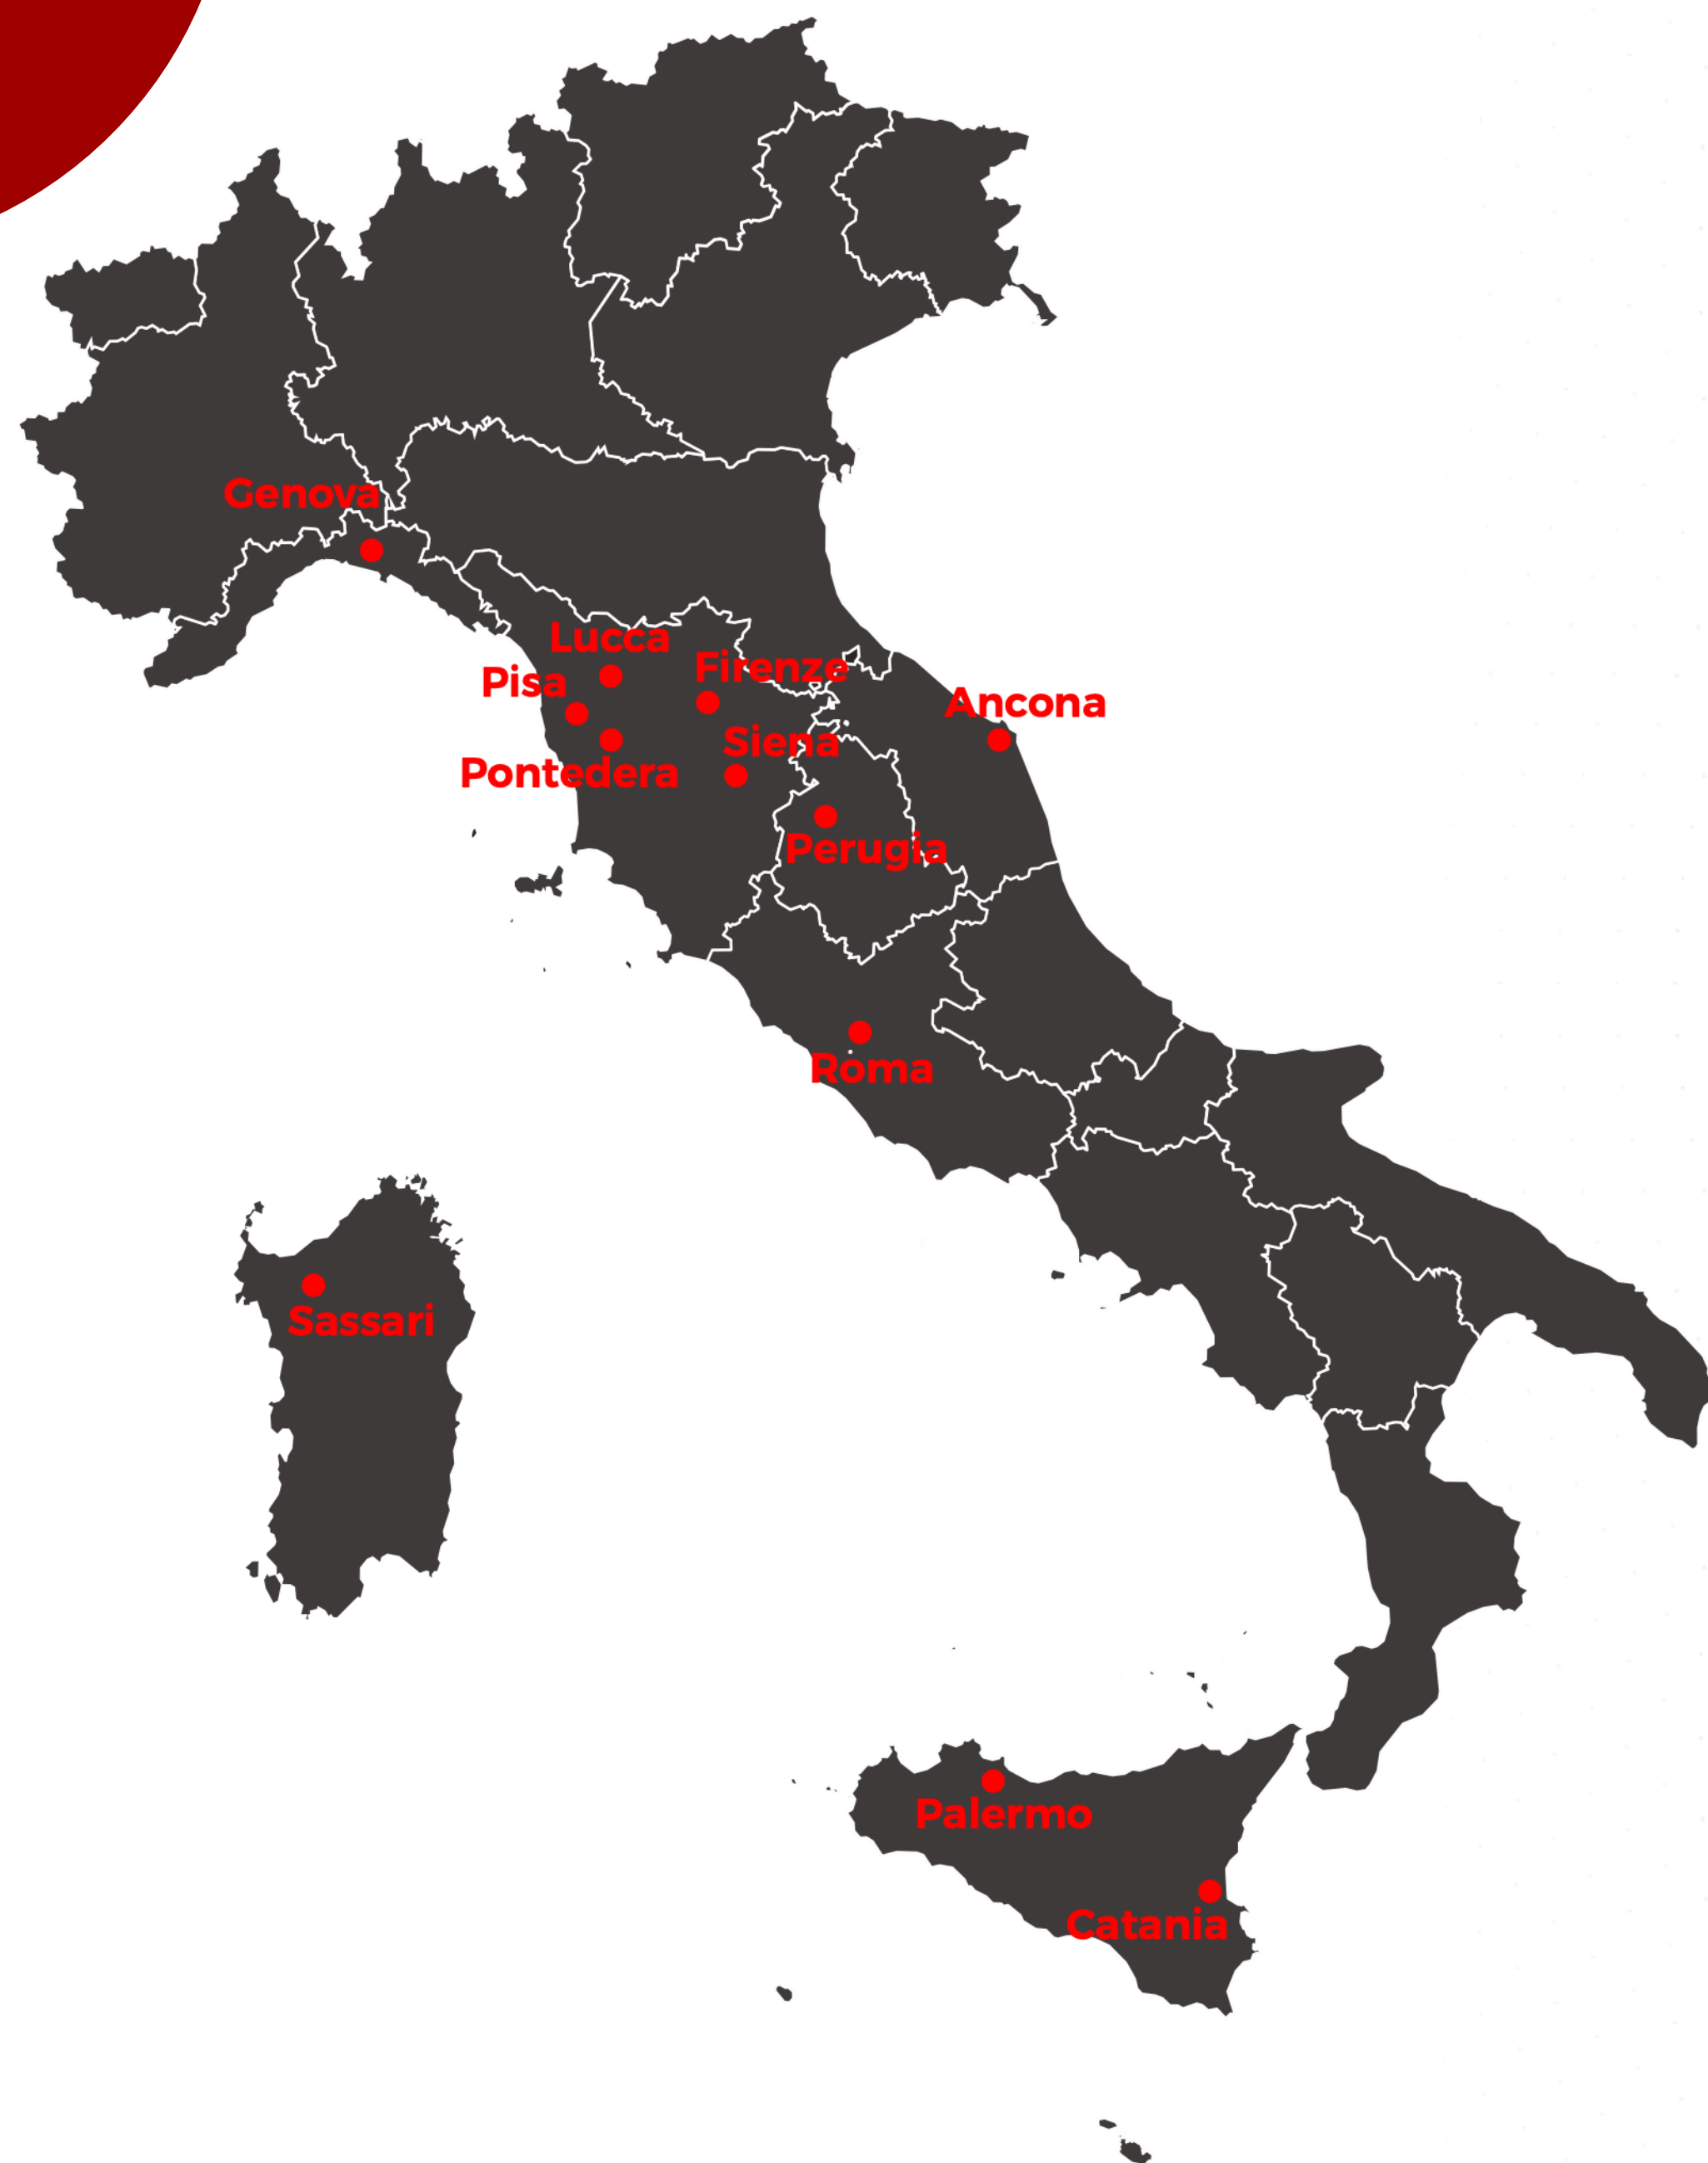 Genova
Lucca
Firenze
Pisa
Ancona
Siena
Pontedera
Perugia
Roma
Sassari
Palermo
Catania